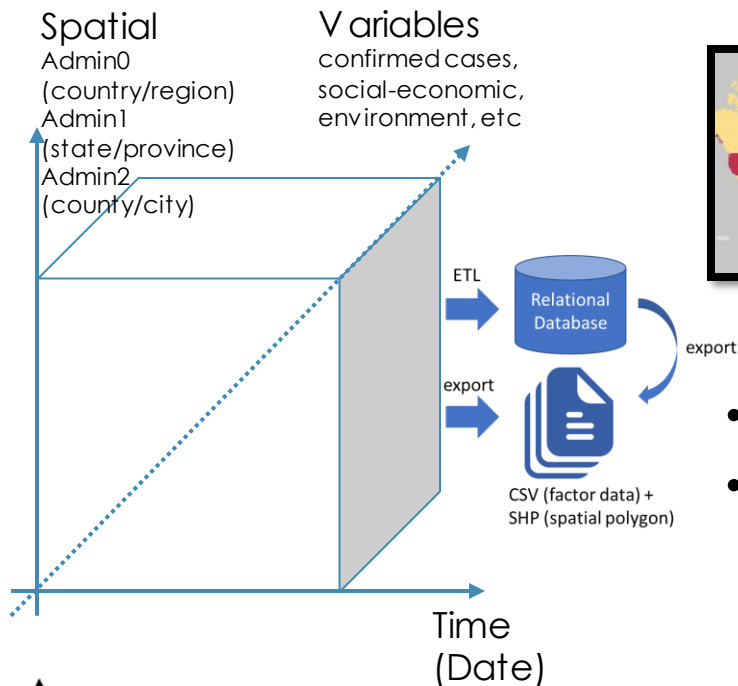 Spatial
Admin0
(country/region)
Admin1
(state/province)
Admin2
(county/city)
Variables
confirmed cases,
social-economic,
environment, etc
ETL
Relational
Database
export
export
CSV (factor data) +
SHP (spatial polygon)
Time
(Date)